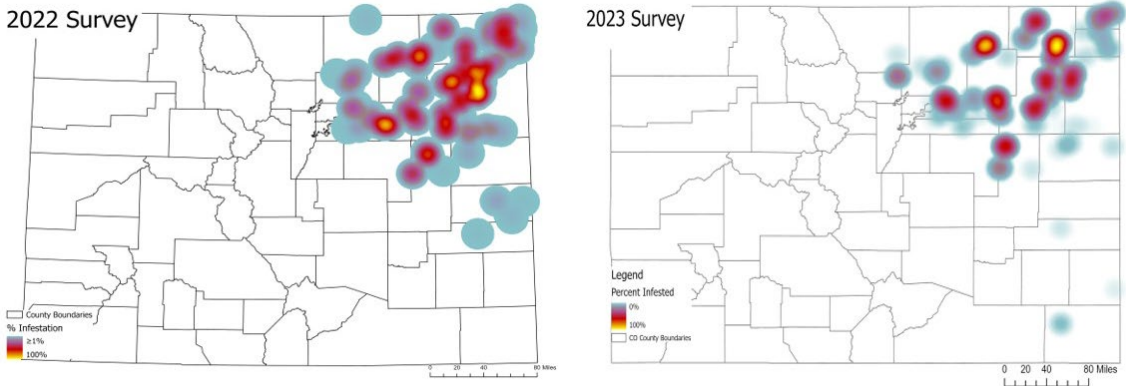 2022 Survey
County Boundaries
% Infestation
≥1%
100%
0 20 40 80 Miles
2023 Survey
Legend
Percent Infested
0%
100%
CO County Boundaries
0 20 40 60 80 Miles